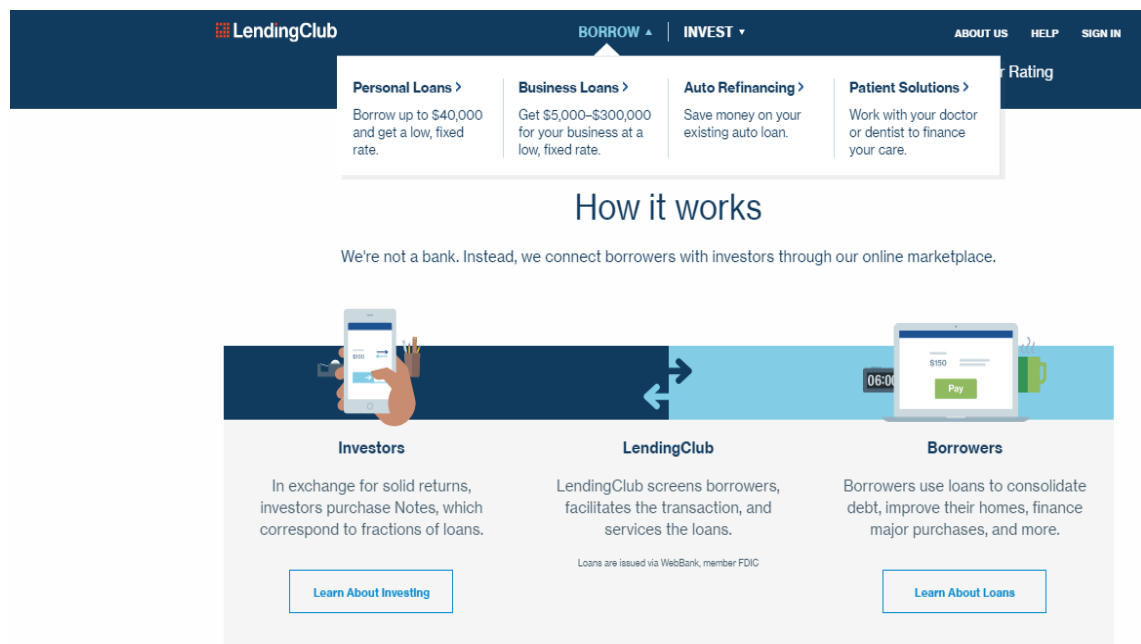 LendingClub
BORROW ▲ INVEST ▼
ABOUT US HELP SIGN IN
Rating
Personal Loans >
Borrow up to $40,000
and get a low, fixed
rate.
Business Loans >
Get $5,000–$300,000
for your business at a
low, fixed rate.
Auto Refinancing >
Save money on your
existing auto loan.
Patient Solutions >
Work with your doctor
or dentist to finance
your care.
How it works
We're not a bank. Instead, we connect borrowers with investors through our online marketplace.
$100
06:00
$150
Pay
Investors
In exchange for solid returns,
investors purchase Notes, which
correspond to fractions of loans.
Learn About Investing
LendingClub
LendingClub screens borrowers,
facilitates the transaction, and
services the loans.
Loans are issued via WebBank, member FDIC
Borrowers
Borrowers use loans to consolidate
debt, improve their homes, finance
major purchases, and more.
Learn About Loans